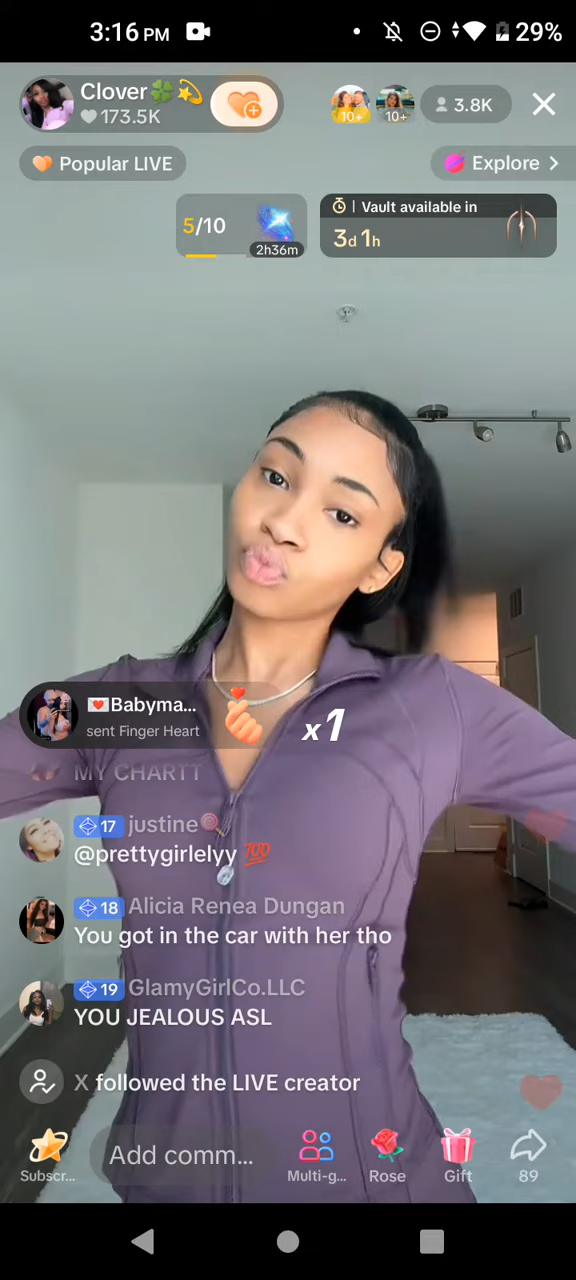 3:16 PM
29%
Clover🍀💫
173.5K
10+
10+
3.8K
Popular LIVE
Explore >
5/10
2h36m
Vault available in
3d 1h
💌Babyma...
sent Finger Heart
x1
MY CHARTT
17 justine🍭
@prettygirlelyy 💯
18 Alicia Renea Dungan
You got in the car with her tho
19 GlamyGirlCo.LLC
YOU JEALOUS ASL
X followed the LIVE creator
Add comm...
Subscr...
Multi-g...
Rose
Gift
89